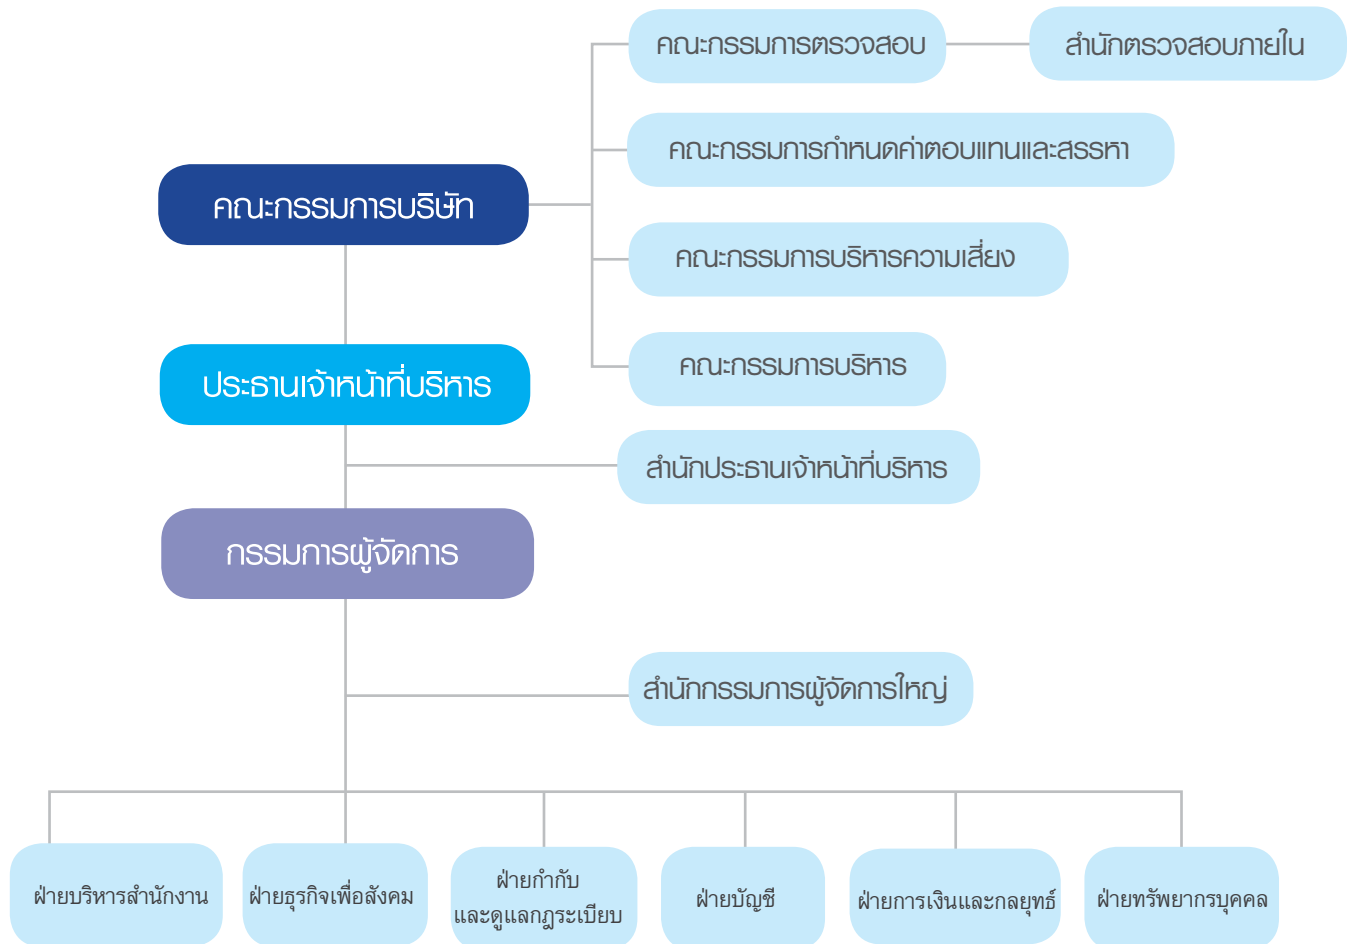 คณะกรรมการตรวจสอบ
สำนักตรวจสอบภายใน
คณะกรรมการกำหนดค่าตอบแทนและสรรหา
คณะกรรมการบริษัท
คณะกรรมการบริหารความเสี่ยง
คณะกรรมการบริหาร
ประธานเจ้าหน้าที่บริหาร
สำนักประธานเจ้าหน้าที่บริหาร
กรรมการผู้จัดการ
สำนักกรรมการผู้จัดการใหญ่
ฝ่ายบริหารสำนักงาน
ฝ่ายธุรกิจเพื่อสังคม
ฝ่ายกำกับ
และดูแลกฎระเบียบ
ฝ่ายบัญชี
ฝ่ายการเงินและกลยุทธ์
ฝ่ายทรัพยากรบุคคล